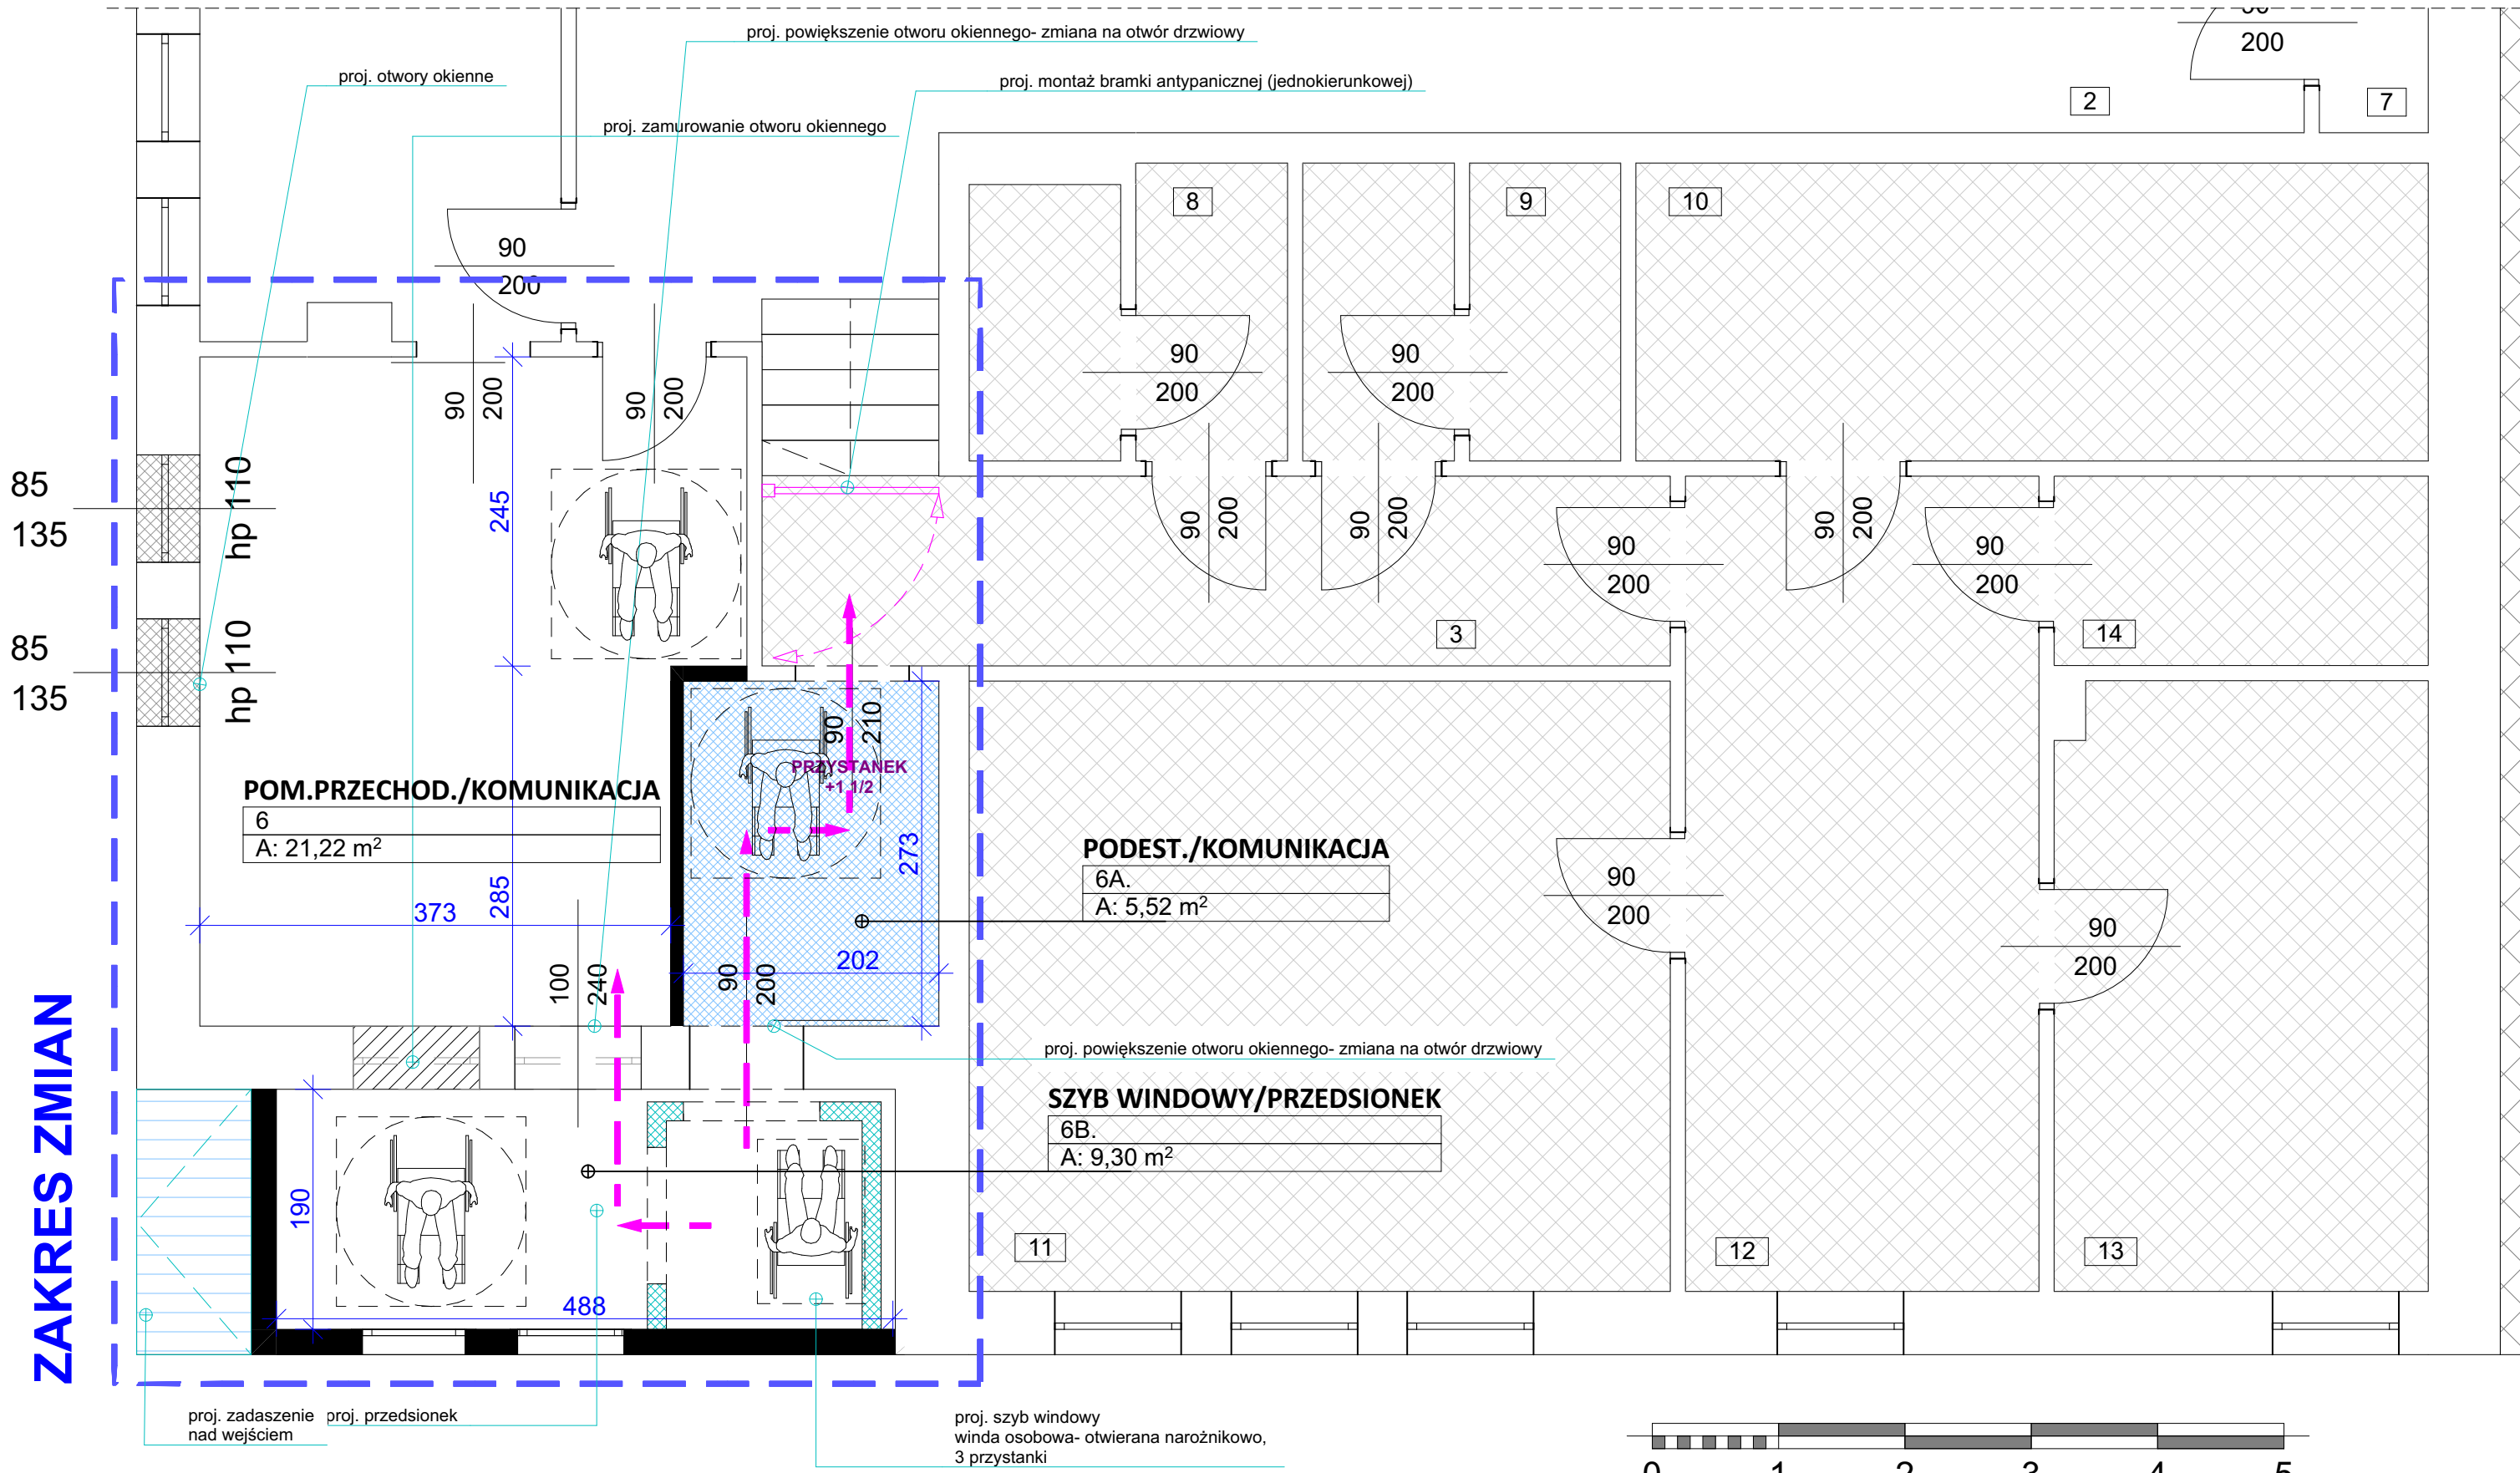 proj. powiększenie otworu okiennego- zmiana na otwór drzwiowy
200
proj. otwory okienne
proj. montaż bramki antypanicznej (jednokierunkowej)
2
7
proj. zamurowanie otworu okiennego
8
9
10
90
200
90
200
90
200
90
200
90
200
85
135
hp 110
245
90
200
90
200
90
200
90
200
90
200
85
135
hp 110
3
14
90
210
PRZYSTANEK
+1 1/2
POM.PRZECHOD./KOMUNIKACJA
6
A: 21,22 m²
273
PODEST./KOMUNIKACJA
6A.
A: 5,52 m²
90
200
285
373
90
200
202
100
240
90
200
ZAKRES ZMIAN
proj. powiększenie otworu okiennego- zmiana na otwór drzwiowy
SZYB WINDOWY/PRZEDSIONEK
6B.
A: 9,30 m²
190
11
12
13
488
proj. zadaszenie
nad wejściem
proj. przedsionek
proj. szyb windowy
winda osobowa- otwierana narożnikowo,
3 przystanki
0 1 2 3 4 5